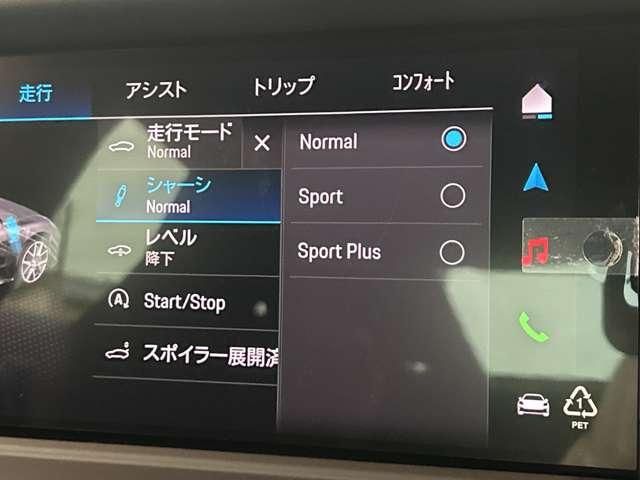 走行 アシスト トリップ コンフォート
走行モード
Normal
シャーシ
Normal
レベル
降下
Start/Stop
スポイラー展開済
Normal
Sport
Sport Plus
A
1
PET